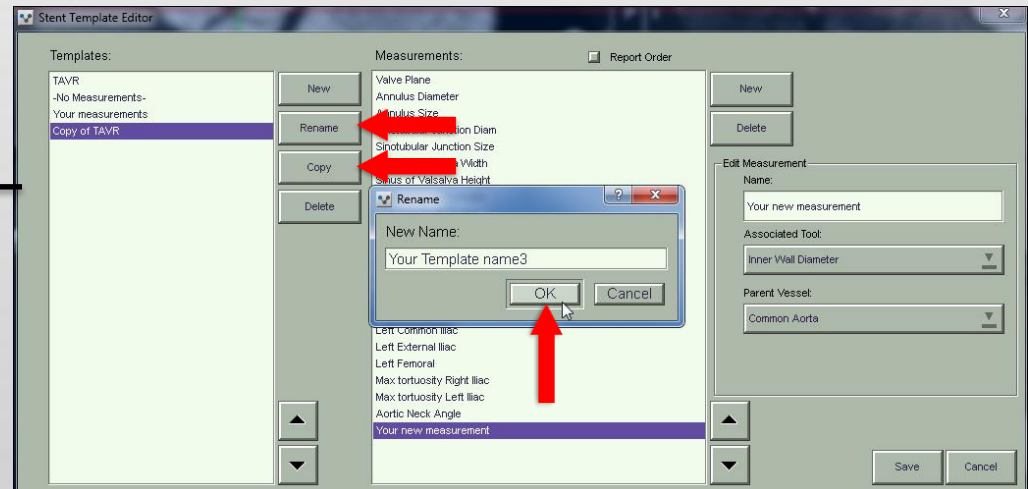 Stent Template Editor
Templates:
TAVR
-No Measurements-
Your measurements
Copy of TAVR
New
Rename
Copy
Delete
Measurements:
Report Order
Valve Plane
Annulus Diameter
Annulus Size
Junction Diam
Sinotubular Junction Size
Width
Sinus of Valsalva Height
Left Common Iliac
Left External Iliac
Left Femoral
Max tortuosity Right Iliac
Max tortuosity Left Iliac
Aortic Neck Angle
Your new measurement
Rename
New Name:
Your Template name3
OK
Cancel
New
Delete
Edit Measurement
Name:
Your new measurement
Associated Tool:
Inner Wall Diameter
Parent Vessel:
Common Aorta
Save
Cancel